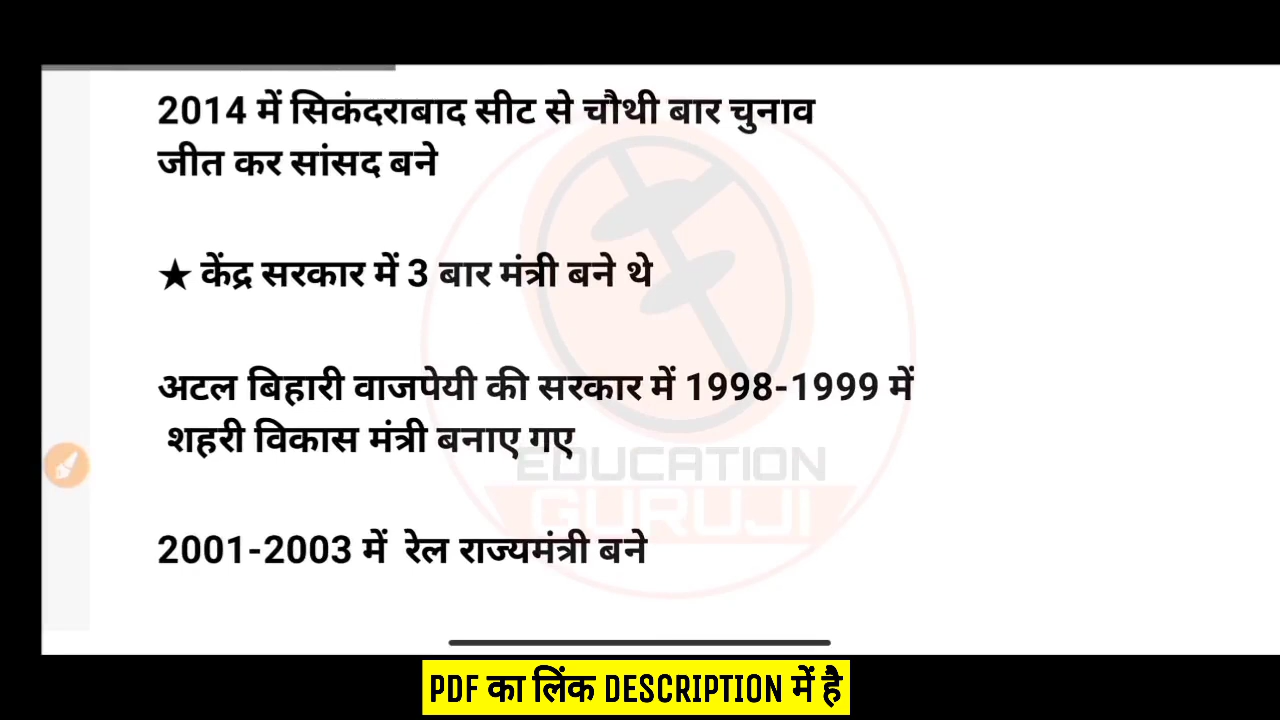 2014 में सिकंदराबाद सीट से चौथी बार चुनाव
जीत कर सांसद बने
★ केंद्र सरकार में 3 बार मंत्री बने थे
अटल बिहारी वाजपेयी की सरकार में 1998-1999 में
शहरी विकास मंत्री बनाए गए
EDUCATION
GURUJI
2001-2003 में रेल राज्यमंत्री बने
PDF का लिंक DESCRIPTION में है